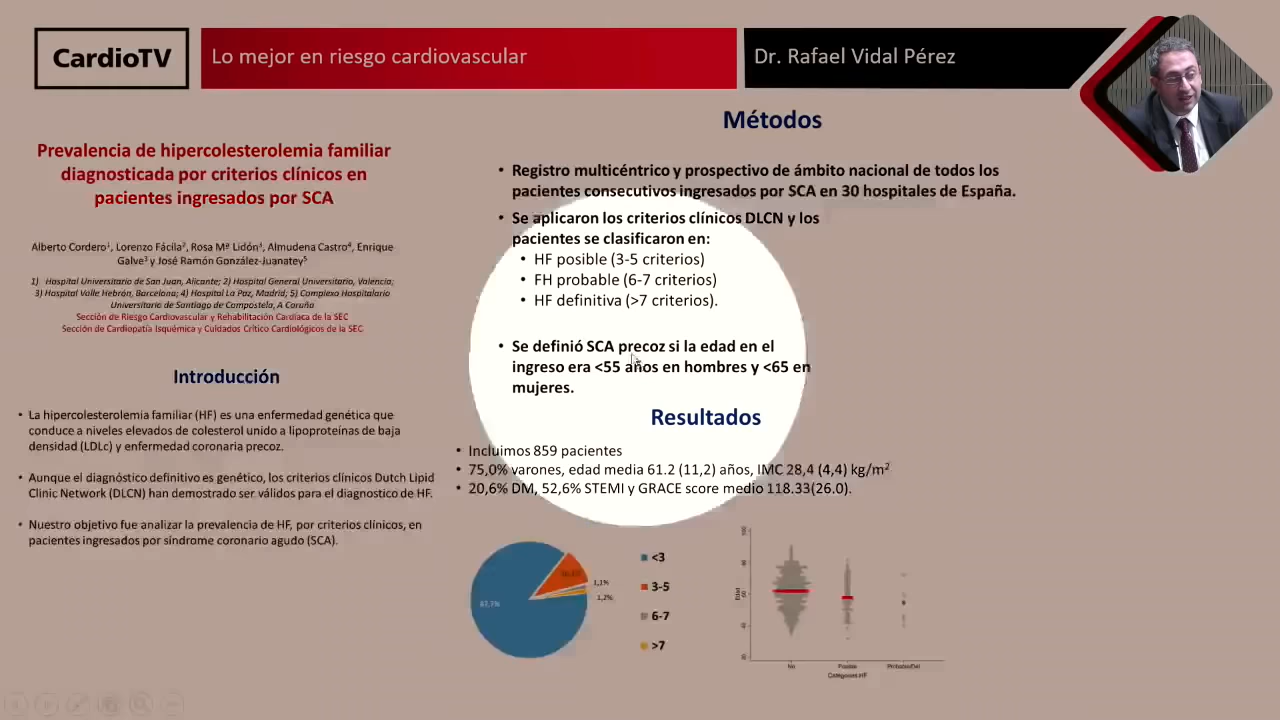 CardioTV
Lo mejor en riesgo cardiovascular
Dr. Rafael Vidal Pérez
Prevalencia de hipercolesterolemia familiar
diagnosticada por criterios clínicos en
pacientes ingresados por SCA
Alberto Cordero¹, Lorenzo Fácila², Rosa Mª Lidón³, Almudena Castro⁴, Enrique
Galve³ y José Ramón González-Juanatey⁵
1) Hospital Universitario de San Juan, Alicante; 2) Hospital General Universitario, Valencia;
3) Hospital Valle Hebrón, Barcelona; 4) Hospital La Paz, Madrid; 5) Complexo Hospitalario
Universitario de Santiago de Compostela, A Coruña
Sección de Riesgo Cardiovascular y Rehabilitación Cardiaca de la SEC
Sección de Cardiopatía Isquémica y Cuidados Crítico Cardiológicos de la SEC
Introducción
• La hipercolesterolemia familiar (HF) es una enfermedad genética que
conduce a niveles elevados de colesterol unido a lipoproteínas de baja
densidad (LDLc) y enfermedad coronaria precoz.
• Aunque el diagnóstico definitivo es genético, los criterios clínicos Dutch Lipid
Clinic Network (DLCN) han demostrado ser válidos para el diagnostico de HF.
• Nuestro objetivo fue analizar la prevalencia de HF, por criterios clínicos, en
pacientes ingresados por síndrome coronario agudo (SCA).
Métodos
• Registro multicéntrico y prospectivo de ámbito nacional de todos los
pacientes consecutivos ingresados por SCA en 30 hospitales de España.
• Se aplicaron los criterios clínicos DLCN y los
pacientes se clasificaron en:
• HF posible (3-5 criterios)
• FH probable (6-7 criterios)
• HF definitiva (>7 criterios).
• Se definió SCA precoz si la edad en el
ingreso era <55 años en hombres y <65 en
mujeres.
Resultados
• Incluimos 859 pacientes
• 75,0% varones, edad media 61.2 (11,2) años, IMC 28,4 (4,4) kg/m²
• 20,6% DM, 52,6% STEMI y GRACE score medio 118.33(26.0).
87,7%
1,1%
1,2%
<3
3-5
6-7
>7
Edad
No
Posible